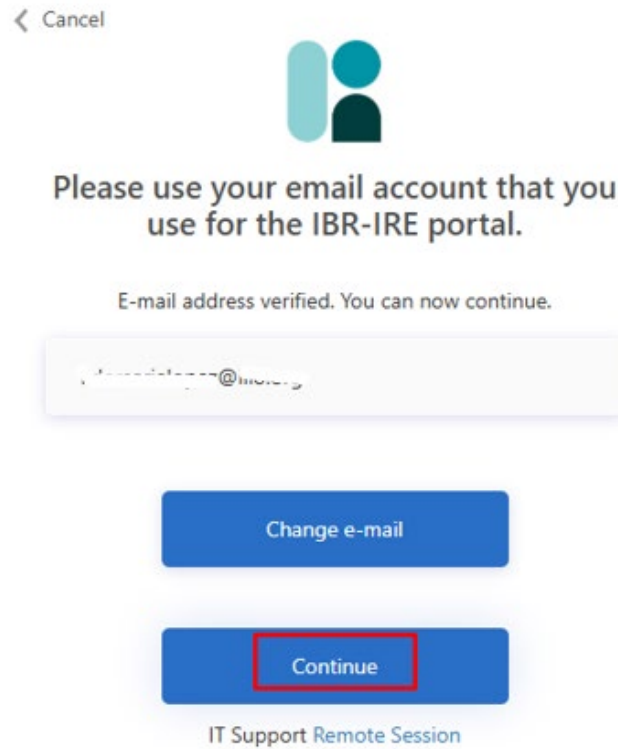 Cancel
Please use your email account that you
use for the IBR-IRE portal.
E-mail address verified. You can now continue.
Change e-mail
Continue
IT Support Remote Session